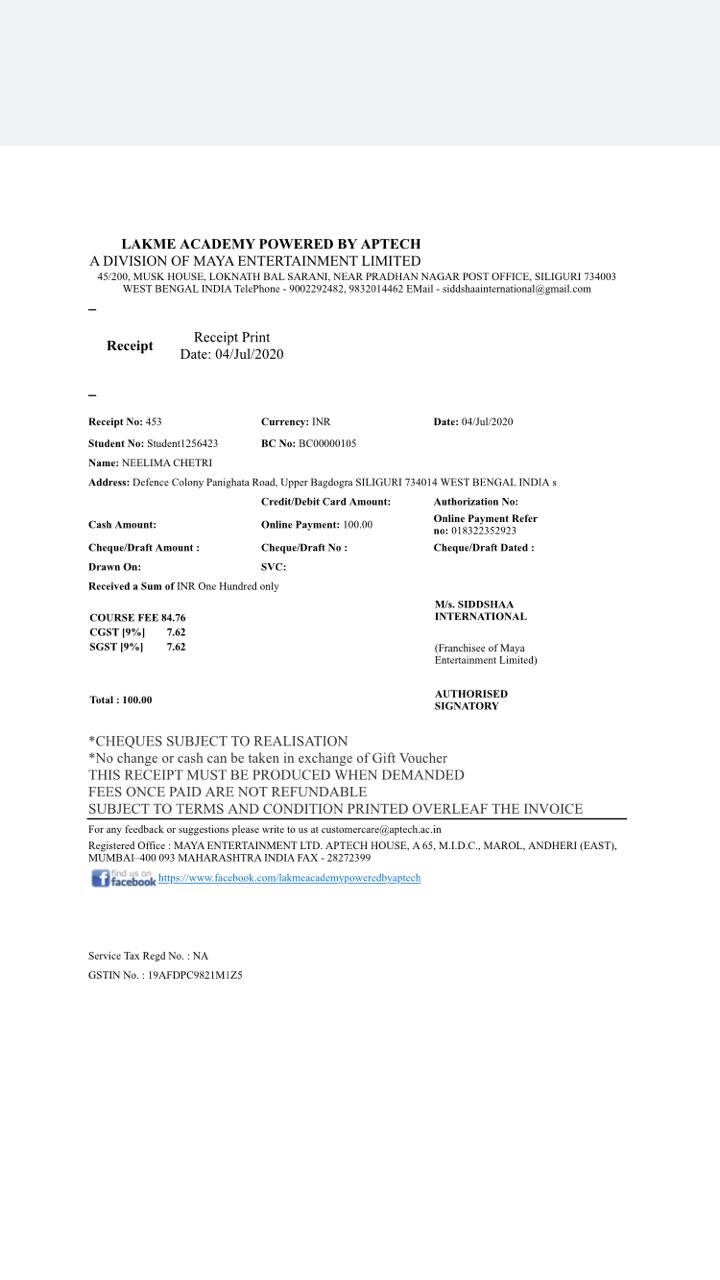 LAKME ACADEMY POWERED BY APTECH
A DIVISION OF MAYA ENTERTAINMENT LIMITED
45/200, MUSK HOUSE, LOKNATH BAL SARANI, NEAR PRADHAN NAGAR POST OFFICE, SILIGURI 734003
WEST BENGAL INDIA TelePhone - 9002292482, 9832014462 EMail - siddshaainternational@gmail.com
Receipt
Receipt Print
Date: 04/Jul/2020
Receipt No: 453 Currency: INR Date: 04/Jul/2020
Student No: Student1256423 BC No: BC00000105
Name: NEELIMA CHETRI
Address: Defence Colony Panighata Road, Upper Bagdogra SILIGURI 734014 WEST BENGAL INDIA s
Credit/Debit Card Amount: Authorization No:
Cash Amount: Online Payment: 100.00 Online Payment Refer
no: 018322352923
Cheque/Draft Amount : Cheque/Draft No : Cheque/Draft Dated :
Drawn On: SVC:
Received a Sum of INR One Hundred only
M/s. SIDDSHAA
INTERNATIONAL
COURSE FEE 84.76
CGST [9%] 7.62
SGST [9%] 7.62
(Franchisee of Maya
Entertainment Limited)
Total : 100.00
AUTHORISED
SIGNATORY
*CHEQUES SUBJECT TO REALISATION
*No change or cash can be taken in exchange of Gift Voucher
THIS RECEIPT MUST BE PRODUCED WHEN DEMANDED
FEES ONCE PAID ARE NOT REFUNDABLE
SUBJECT TO TERMS AND CONDITION PRINTED OVERLEAF THE INVOICE
For any feedback or suggestions please write to us at customercare@aptech.ac.in
Registered Office : MAYA ENTERTAINMENT LTD. APTECH HOUSE, A 65, M.I.D.C., MAROL, ANDHERI (EAST),
MUMBAI–400 093 MAHARASHTRA INDIA FAX - 28272399
find us on
facebook https://www.facebook.com/lakmeacademypoweredbyaptech
Service Tax Regd No. : NA
GSTIN No. : 19AFDPC9821M1Z5